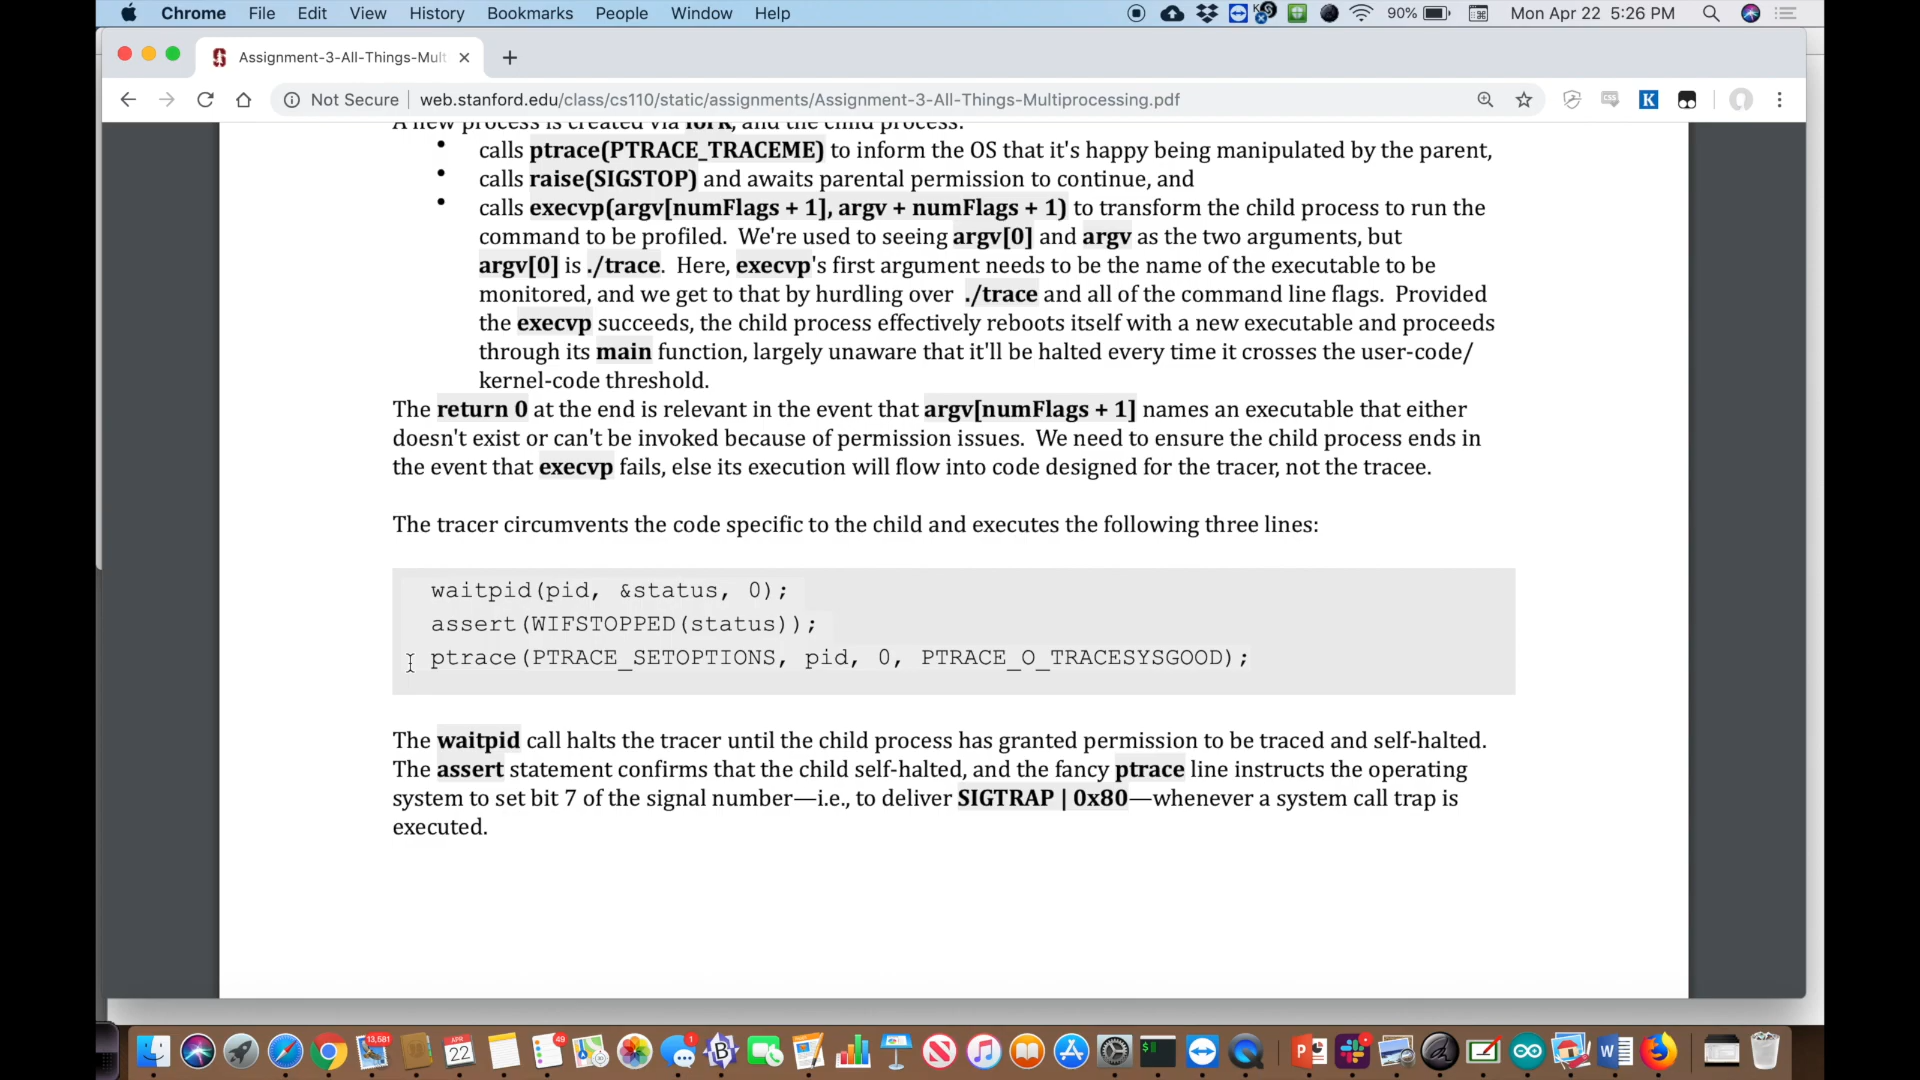 Chrome File Edit View History Bookmarks People Window Help 90% Mon Apr 22 5:26 PM
Assignment-3-All-Things-Mult
Not Secure web.stanford.edu/class/cs110/static/assignments/Assignment-3-All-Things-Multiprocessing.pdf
A new process is created via fork, and the child process:
• calls ptrace(PTRACE_TRACEME) to inform the OS that it's happy being manipulated by the parent,
• calls raise(SIGSTOP) and awaits parental permission to continue, and
• calls execvp(argv[numFlags + 1], argv + numFlags + 1) to transform the child process to run the
command to be profiled. We're used to seeing argv[0] and argv as the two arguments, but
argv[0] is ./trace. Here, execvp's first argument needs to be the name of the executable to be
monitored, and we get to that by hurdling over ./trace and all of the command line flags. Provided
the execvp succeeds, the child process effectively reboots itself with a new executable and proceeds
through its main function, largely unaware that it'll be halted every time it crosses the user-code/
kernel-code threshold.
The return 0 at the end is relevant in the event that argv[numFlags + 1] names an executable that either
doesn't exist or can't be invoked because of permission issues. We need to ensure the child process ends in
the event that execvp fails, else its execution will flow into code designed for the tracer, not the tracee.
The tracer circumvents the code specific to the child and executes the following three lines:
waitpid(pid, &status, 0);
assert(WIFSTOPPED(status));
ptrace(PTRACE_SETOPTIONS, pid, 0, PTRACE_O_TRACESYSGOOD);
The waitpid call halts the tracer until the child process has granted permission to be traced and self-halted.
The assert statement confirms that the child self-halted, and the fancy ptrace line instructs the operating
system to set bit 7 of the signal number—i.e., to deliver SIGTRAP | 0x80—whenever a system call trap is
executed.
13,581 APR 22 49 1